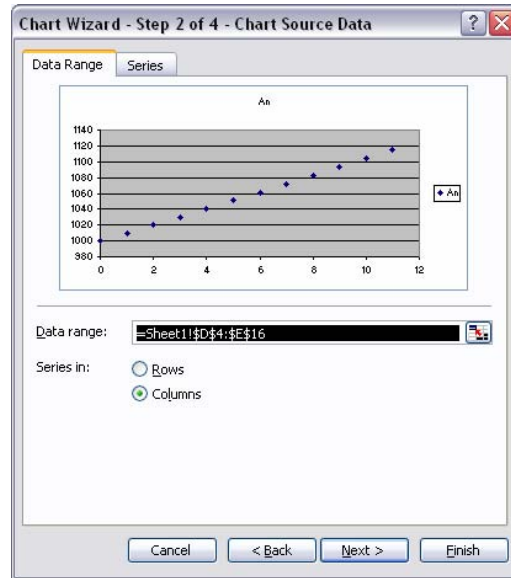 Chart Wizard - Step 2 of 4 - Chart Source Data
Data Range
Series
An
1140
1120
1100
1080
1060
1040
1020
1000
980
0 2 4 6 8 10 12
An
Data range:
=Sheet1!$D$4:$E$16
Series in:
Rows
Columns
Cancel
< Back
Next >
Finish